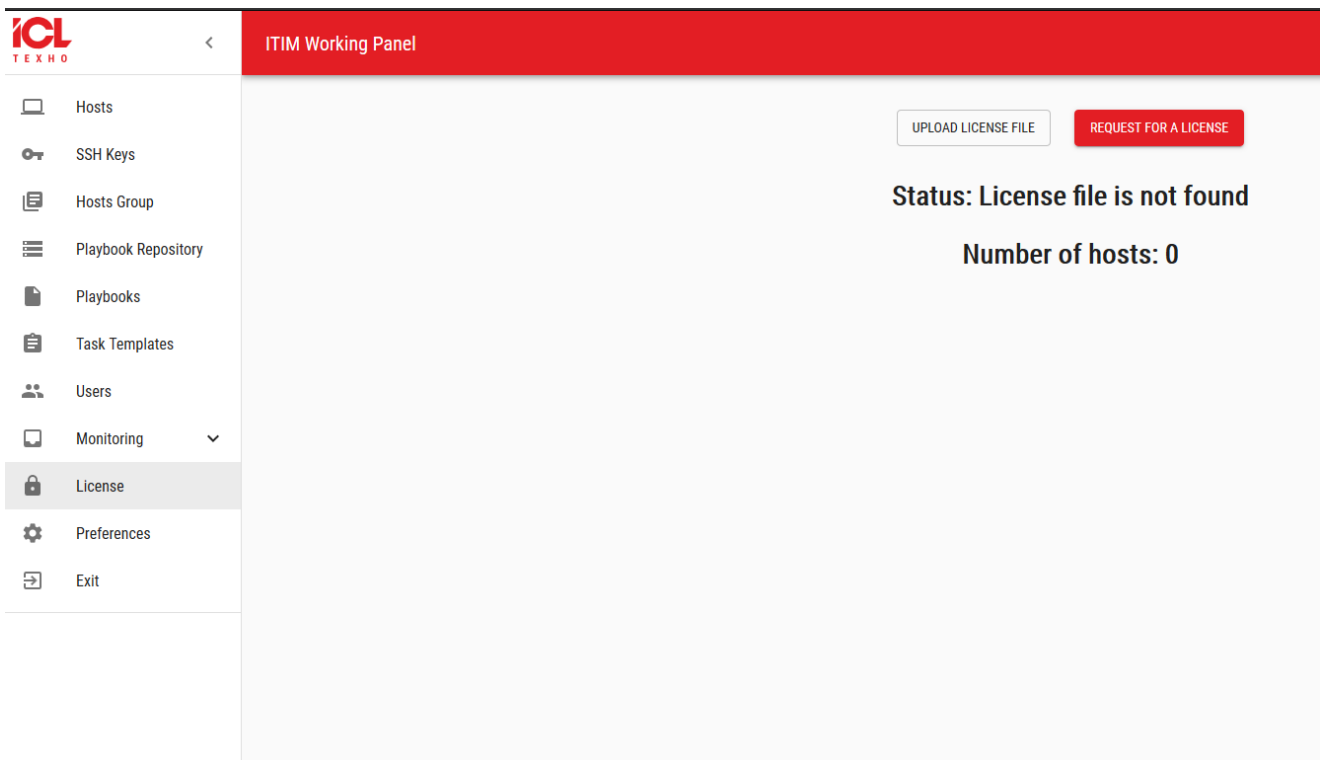 iCL
ТЕХНО
ITIM Working Panel
Hosts
SSH Keys
Hosts Group
Playbook Repository
Playbooks
Task Templates
Users
Monitoring
License
Preferences
Exit
UPLOAD LICENSE FILE
REQUEST FOR A LICENSE
Status: License file is not found
Number of hosts: 0